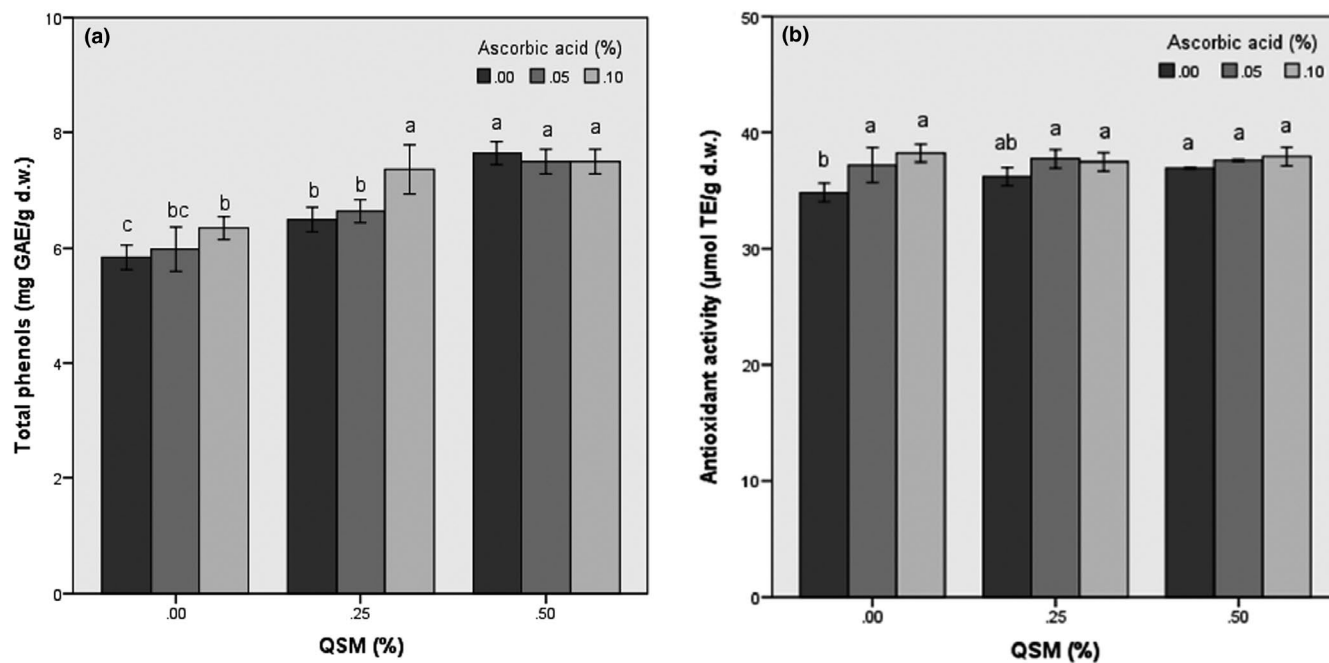 (a)
Ascorbic acid (%)
.00 .05 .10
Total phenols (mg GAE/g d.w.)
10
8
6
4
2
0
c bc b b b a a a a
.00 .25 .50
QSM (%)
(b)
Ascorbic acid (%)
.00 .05 .10
Antioxidant activity (µmol TE/g d.w.)
50
40
30
20
10
0
b a a ab a a a a a
.00 .25 .50
QSM (%)